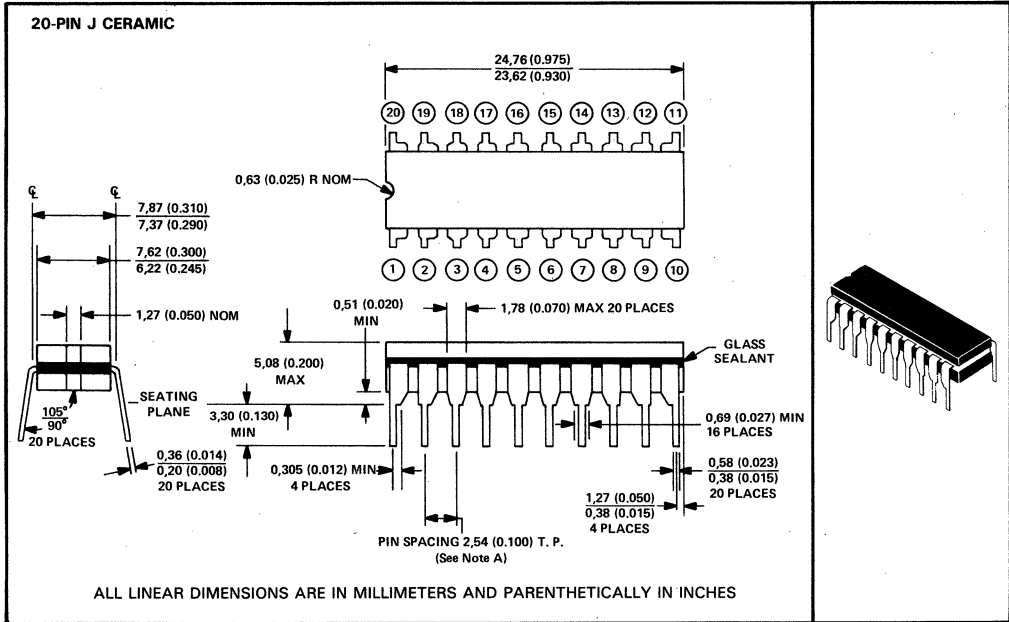 20-PIN J CERAMIC
24,76 (0.975)
23,62 (0.930)
20 19 18 17 16 15 14 13 12 11
0,63 (0.025) R NOM
℄ ℄
7,87 (0.310)
7,37 (0.290)
7,62 (0.300)
6,22 (0.245)
1 2 3 4 5 6 7 8 9 10
1,27 (0.050) NOM
0,51 (0.020)
MIN
1,78 (0.070) MAX 20 PLACES
5,08 (0.200)
MAX
GLASS
SEALANT
SEATING
PLANE
105°
90°
20 PLACES
3,30 (0.130)
MIN
0,69 (0.027) MIN
16 PLACES
0,36 (0.014)
0,20 (0.008)
20 PLACES
0,305 (0.012) MIN
4 PLACES
0,58 (0.023)
0,38 (0.015)
20 PLACES
1,27 (0.050)
0,38 (0.015)
4 PLACES
PIN SPACING 2,54 (0.100) T. P.
(See Note A)
ALL LINEAR DIMENSIONS ARE IN MILLIMETERS AND PARENTHETICALLY IN INCHES